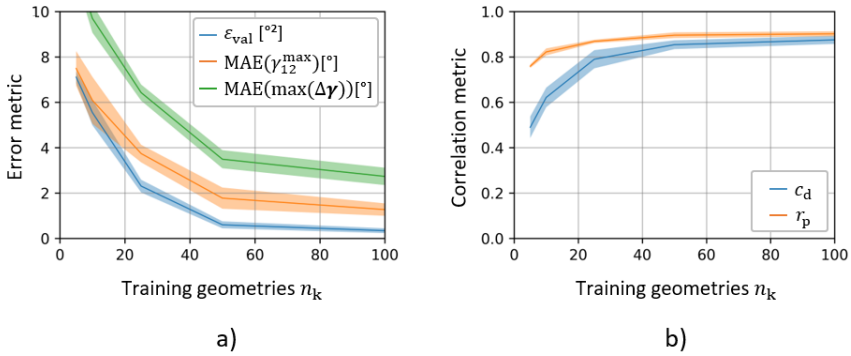 10
8
6
4
2
0
Error metric
0 20 40 60 80 100
Training geometries n_k
ε_val [°²]
MAE(γ₁₂^max)[°]
MAE(max(Δγ))[°]
a)
1.0
0.8
0.6
0.4
0.2
0.0
Correlation metric
0 20 40 60 80 100
Training geometries n_k
c_d
r_p
b)